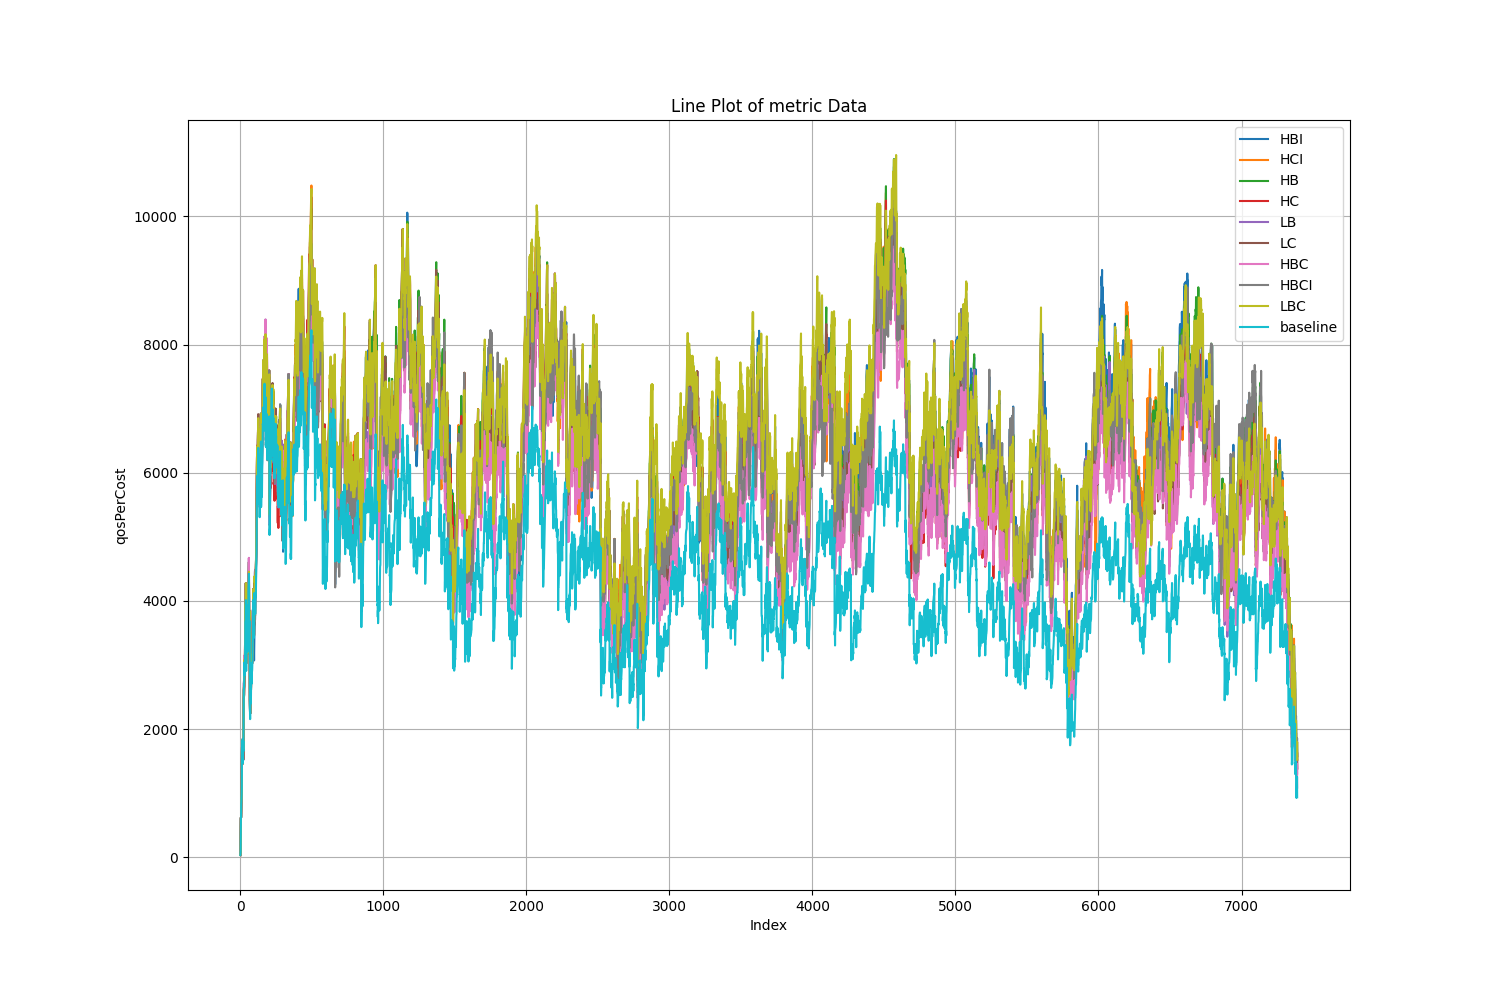 Line Plot of metric Data
HBI
HCI
HB
HC
LB
LC
HBC
HBCI
LBC
baseline
qosPerCost
10000
8000
6000
4000
2000
0
0 1000 2000 3000 4000 5000 6000 7000
Index